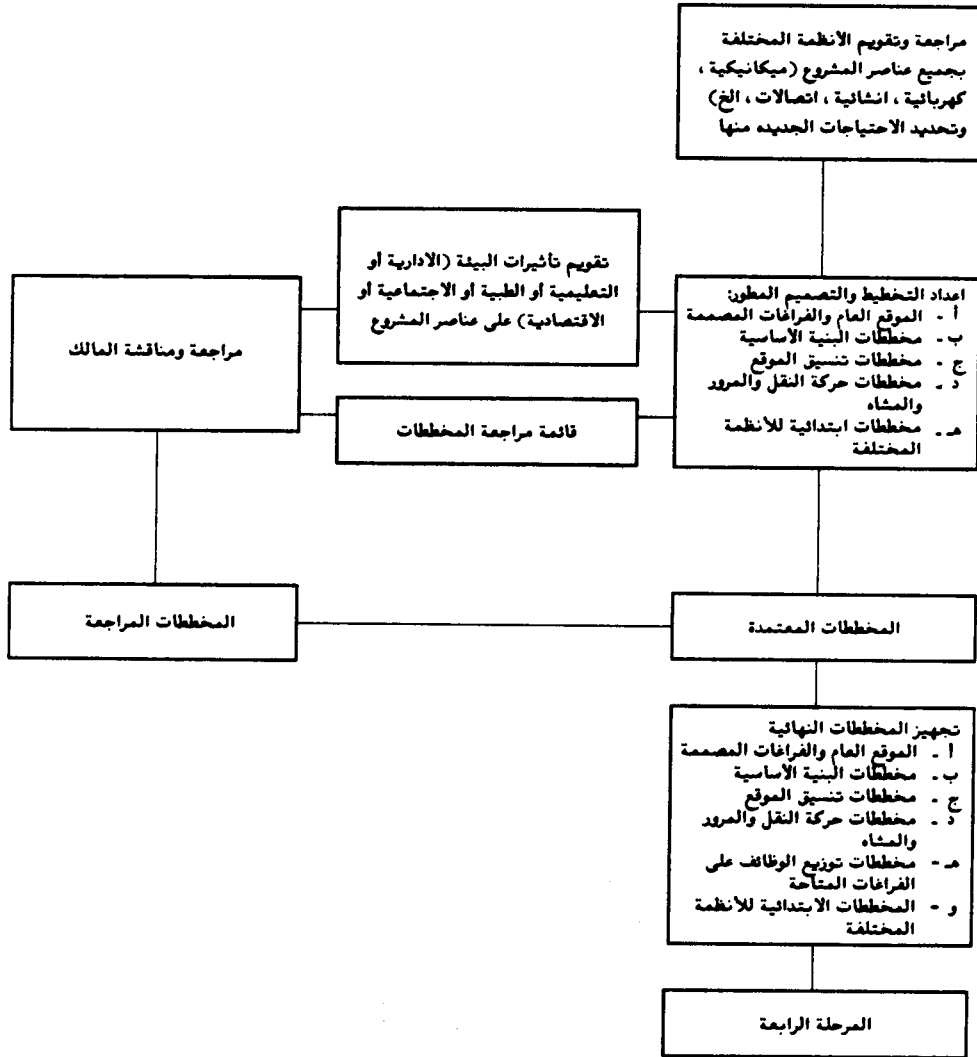 مراجعة وتقويم الأنظمة المختلفة
بجميع عناصر المشروع (ميكانيكية ،
كهربائية ، انشائية ، اتصالات ، الخ)
وتحديد الاحتياجات الجديده منها
تقويم تأثيرات البيئة (الادارية أو
التعليمية أو الطبية أو الاجتماعية أو
الاقتصادية) على عناصر المشروع
اعداد التخطيط والتصميم المطور:
أ - الموقع العام والفراغات المصممة
ب - مخططات البنية الأساسية
ج - مخططات تنسيق الموقع
د - مخططات حركة النقل والمرور
والمشاه
هـ - مخططات ابتدائية للأنظمة
المختلفة
مراجعة ومناقشة المالك
قائمة مراجعة المخططات
المخططات المعتمدة
المخططات المراجعة
تجهيز المخططات النهائية
أ - الموقع العام والفراغات المصممة
ب - مخططات البنية الأساسية
ج - مخططات تنسيق الموقع
د - مخططات حركة النقل والمرور
والمشاه
هـ - مخططات توزيع الوظائف على
الفراغات المتاحة
و - المخططات الابتدائية للأنظمة
المختلفة
المرحلة الرابعة